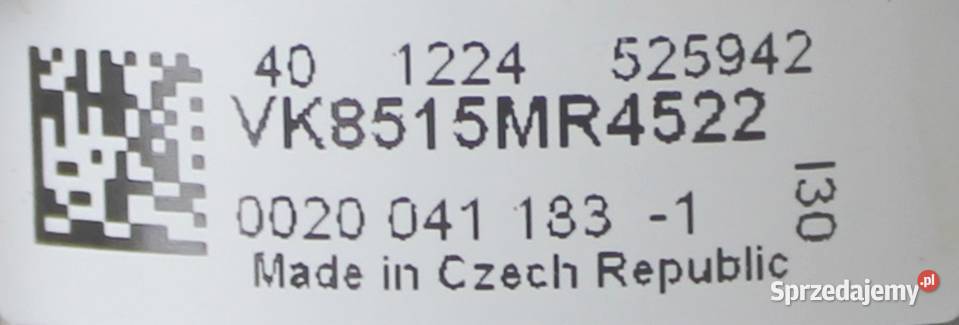 40 1224 525942
VK8515MR4522
0020 041 183 -1
I30
Made in Czech Republic
Sprzedajemy.pl